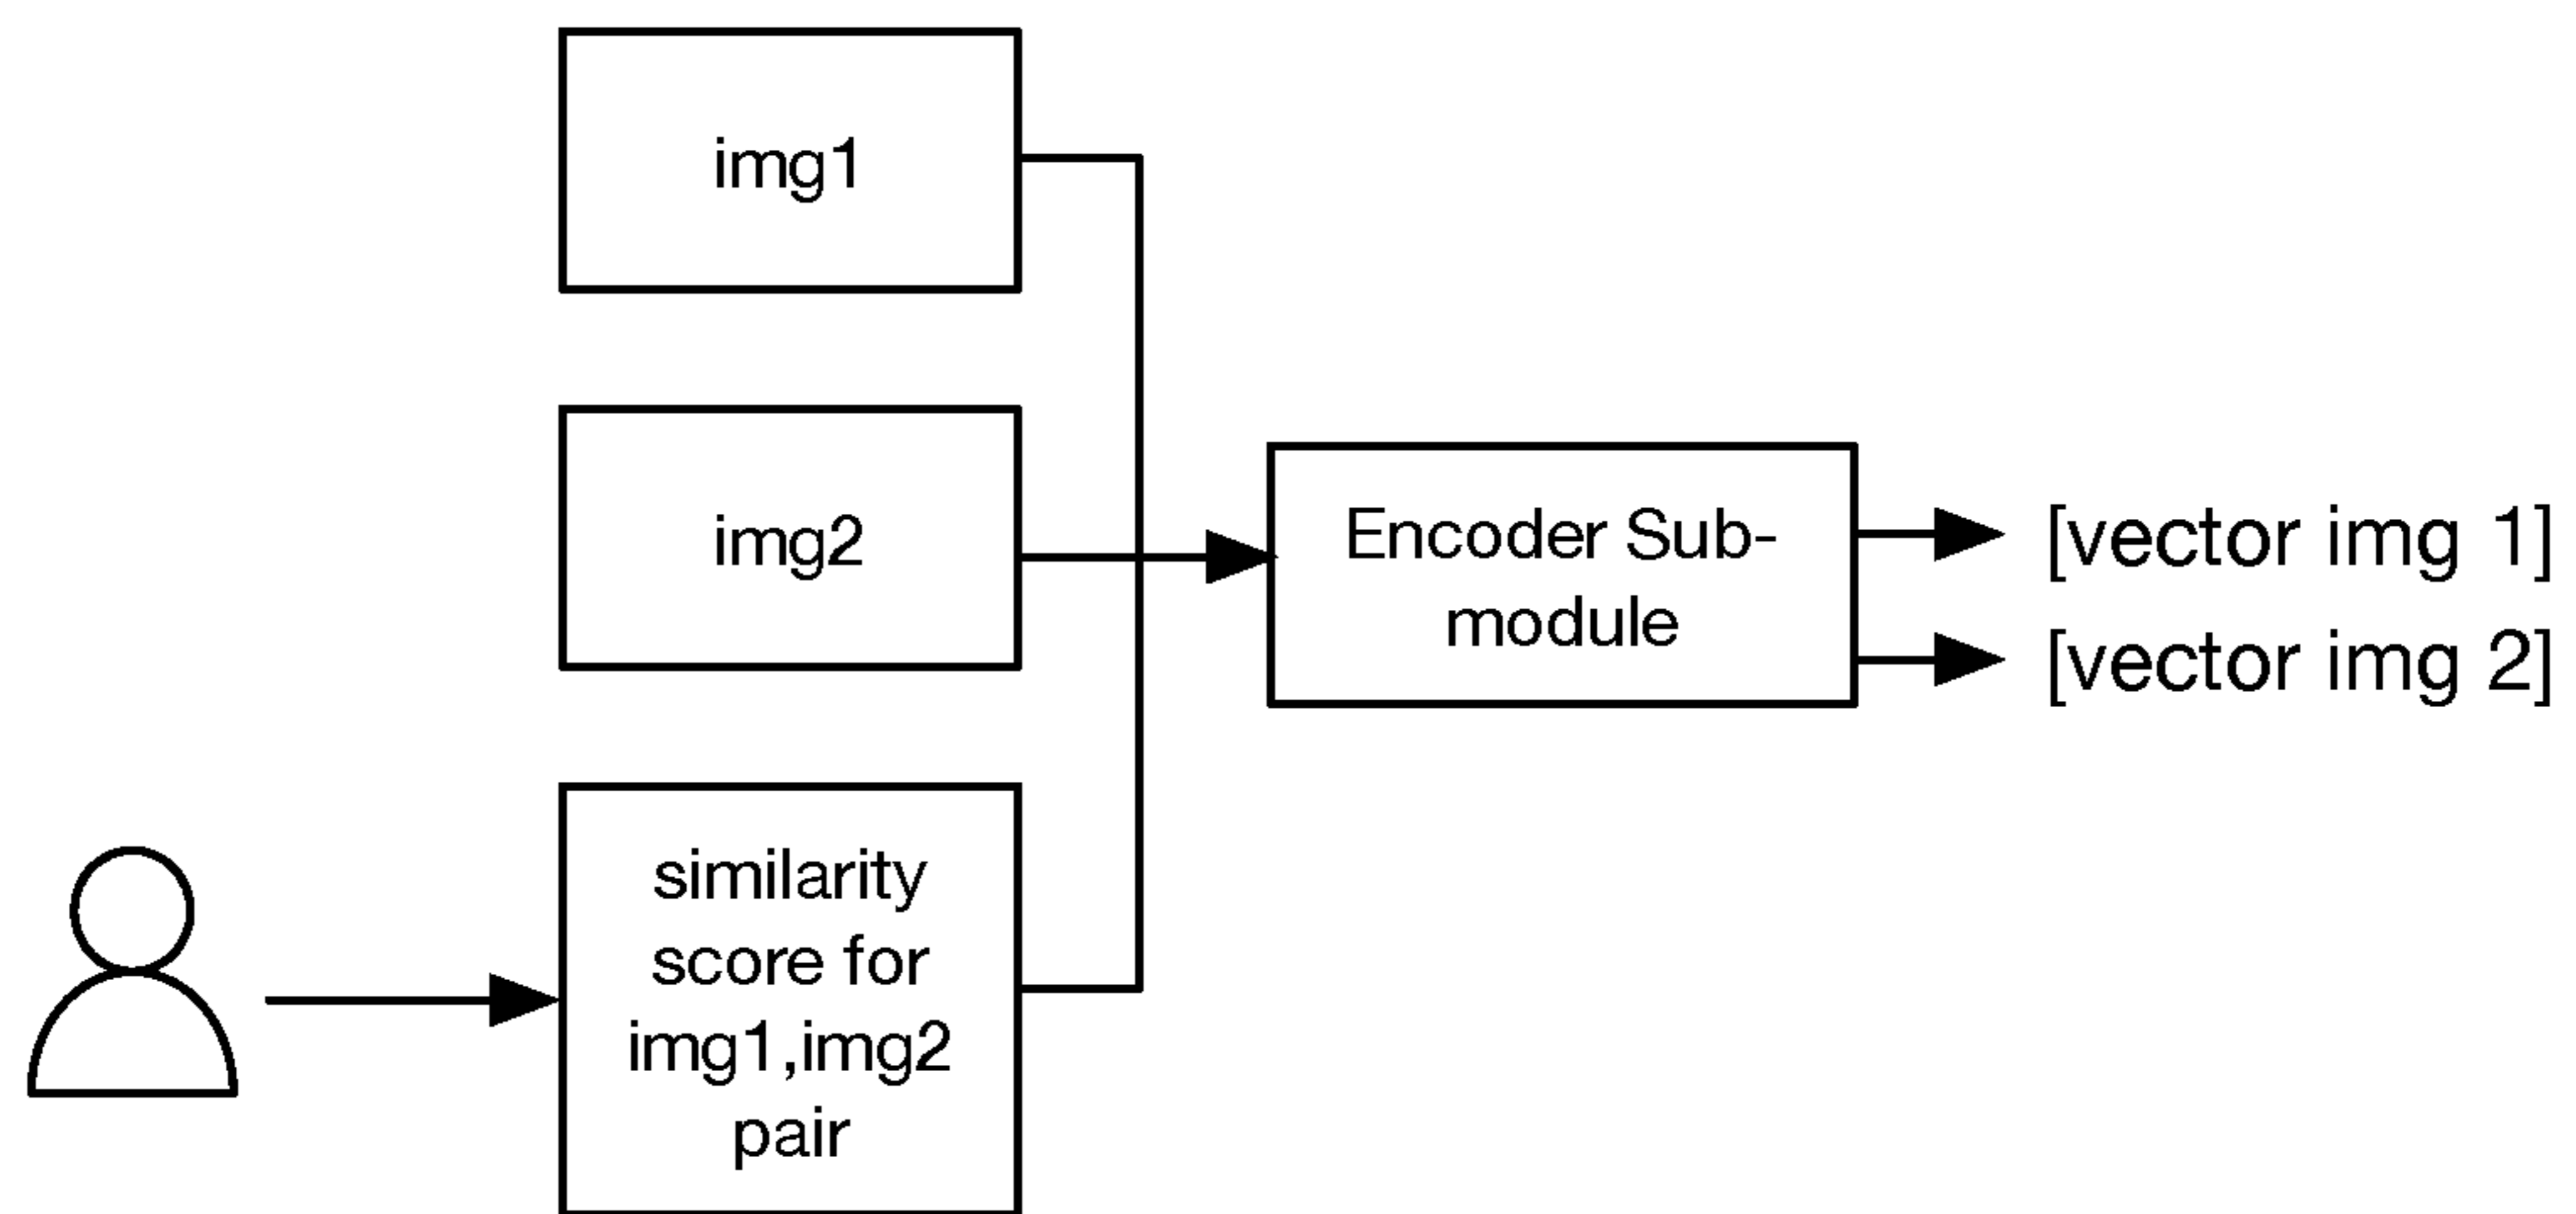 img1
img2
Encoder Sub-
module
[vector img 1]
[vector img 2]
similarity
score for
img1,img2
pair